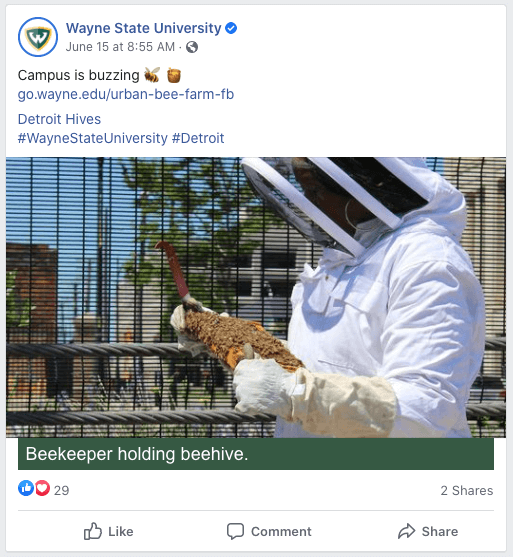 Wayne State University
June 15 at 8:55 AM ·
Campus is buzzing 🐝 🍯
go.wayne.edu/urban-bee-farm-fb
Detroit Hives
#WayneStateUniversity #Detroit
Beekeeper holding beehive.
29
2 Shares
Like
Comment
Share